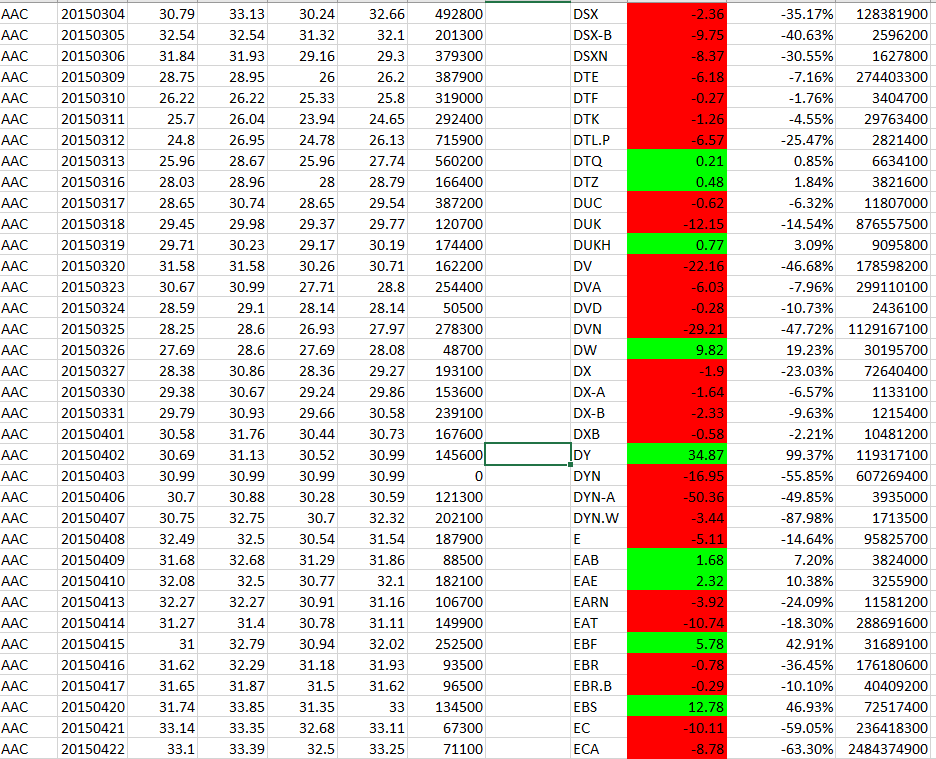 AAC 20150304 30.79 33.13 30.24 32.66 492800 DSX -2.36 -35.17% 128381900
AAC 20150305 32.54 32.54 31.32 32.1 201300 DSX-B -9.75 -40.63% 2596200
AAC 20150306 31.84 31.93 29.16 29.3 379300 DSXN -8.37 -30.55% 1627800
AAC 20150309 28.75 28.95 26 26.2 387900 DTE -6.18 -7.16% 274403300
AAC 20150310 26.22 26.22 25.33 25.8 319000 DTF -0.27 -1.76% 3404700
AAC 20150311 25.7 26.04 23.94 24.65 292400 DTK -1.26 -4.55% 29763400
AAC 20150312 24.8 26.95 24.78 26.13 715900 DTL.P -6.57 -25.47% 2821400
AAC 20150313 25.96 28.67 25.96 27.74 560200 DTQ 0.21 0.85% 6634100
AAC 20150316 28.03 28.96 28 28.79 166400 DTZ 0.48 1.84% 3821600
AAC 20150317 28.65 30.74 28.65 29.54 387200 DUC -0.62 -6.32% 11807000
AAC 20150318 29.45 29.98 29.37 29.77 120700 DUK -12.15 -14.54% 876557500
AAC 20150319 29.71 30.23 29.17 30.19 174400 DUKH 0.77 3.09% 9095800
AAC 20150320 31.58 31.58 30.26 30.71 162200 DV -22.16 -46.68% 178598200
AAC 20150323 30.67 30.99 27.71 28.8 254400 DVA -6.03 -7.96% 299110100
AAC 20150324 28.59 29.1 28.14 28.14 50500 DVD -0.28 -10.73% 2436100
AAC 20150325 28.25 28.6 26.93 27.97 278300 DVN -29.21 -47.72% 1129167100
AAC 20150326 27.69 28.6 27.69 28.08 48700 DW 9.82 19.23% 30195700
AAC 20150327 28.38 30.86 28.36 29.27 193100 DX -1.9 -23.03% 72640400
AAC 20150330 29.38 30.67 29.24 29.86 153600 DX-A -1.64 -6.57% 1133100
AAC 20150331 29.79 30.93 29.66 30.58 239100 DX-B -2.33 -9.63% 1215400
AAC 20150401 30.58 31.76 30.44 30.73 167600 DXB -0.58 -2.21% 10481200
AAC 20150402 30.69 31.13 30.52 30.99 145600 DY 34.87 99.37% 119317100
AAC 20150403 30.99 30.99 30.99 30.99 0 DYN -16.95 -55.85% 607269400
AAC 20150406 30.7 30.88 30.28 30.59 121300 DYN-A -50.36 -49.85% 3935000
AAC 20150407 30.75 32.75 30.7 32.32 202100 DYN.W -3.44 -87.98% 1713500
AAC 20150408 32.49 32.5 30.54 31.54 187900 E -5.11 -14.64% 95825700
AAC 20150409 31.68 32.68 31.29 31.86 88500 EAB 1.68 7.20% 3824000
AAC 20150410 32.08 32.5 30.77 32.1 182100 EAE 2.32 10.38% 3255900
AAC 20150413 32.27 32.27 30.91 31.16 106700 EARN -3.92 -24.09% 11581200
AAC 20150414 31.27 31.4 30.78 31.11 149900 EAT -10.74 -18.30% 288691600
AAC 20150415 31 32.79 30.94 32.02 252500 EBF 5.78 42.91% 31689100
AAC 20150416 31.62 32.29 31.18 31.93 93500 EBR -0.78 -36.45% 176180600
AAC 20150417 31.65 31.87 31.5 31.62 96500 EBR.B -0.29 -10.10% 40409200
AAC 20150420 31.74 33.85 31.35 33 134500 EBS 12.78 46.93% 72517400
AAC 20150421 33.14 33.35 32.68 33.11 67300 EC -10.11 -59.05% 236418300
AAC 20150422 33.1 33.39 32.5 33.25 71100 ECA -8.78 -63.30% 2484374900